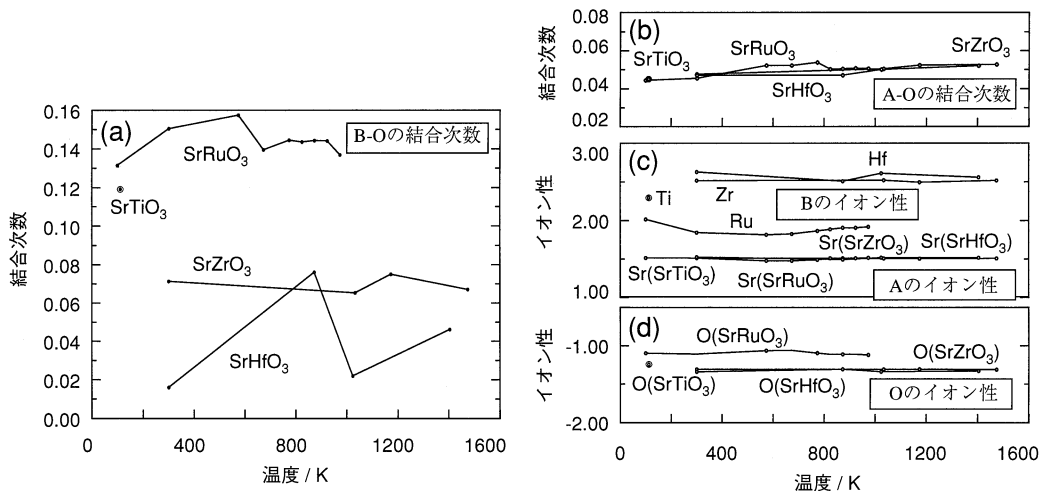 (a)
B-Oの結合次数
結合次数
0.16
0.14
0.12
0.10
0.08
0.06
0.04
0.02
0.00
SrRuO₃
SrTiO₃
SrZrO₃
SrHfO₃
0 400 800 1200 1600
温度 / K
(b)
結合次数
0.08
0.06
0.04
0.02
SrTiO₃
SrRuO₃
SrZrO₃
SrHfO₃
A-Oの結合次数
(c)
イオン性
3.00
2.00
1.00
Hf
Ti
Zr
Bのイオン性
Ru
Sr(SrZrO₃)
Sr(SrHfO₃)
Sr(SrTiO₃)
Sr(SrRuO₃)
Aのイオン性
(d)
イオン性
-1.00
-2.00
O(SrRuO₃)
O(SrZrO₃)
O(SrTiO₃)
O(SrHfO₃)
Oのイオン性
0 400 800 1200 1600
温度 / K